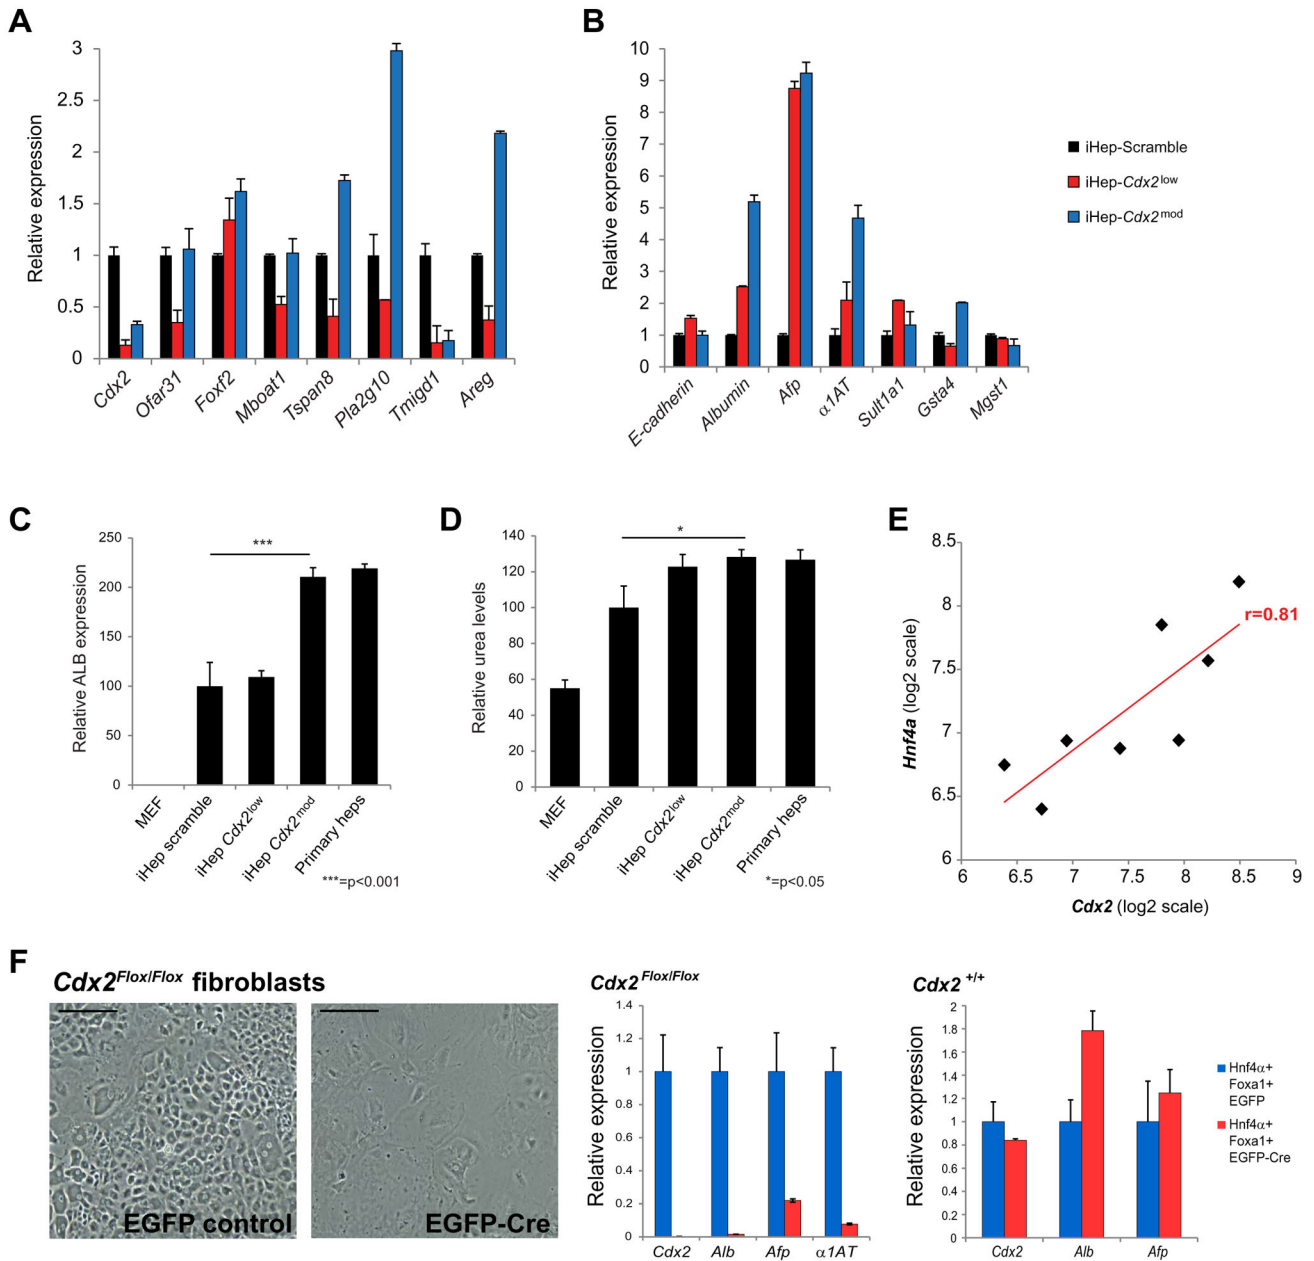 A
Relative expression
3
2.5
2
1.5
1
0.5
0
Cdx2
Ofar31
Foxf2
Mboat1
Tspan8
Pla2g10
Tmigd1
Areg
B
Relative expression
10
9
8
7
6
5
4
3
2
1
0
E-cadherin
Albumin
Afp
α1AT
Sult1a1
Gsta4
Mgst1
iHep-Scramble
iHep-Cdx2low
iHep-Cdx2mod
C
Relative ALB expression
250
200
150
100
50
0
***
MEF
iHep scramble
iHep Cdx2low
iHep Cdx2mod
Primary heps
***=p<0.001
D
Relative urea levels
140
120
100
80
60
40
20
0
*
MEF
iHep scramble
iHep Cdx2low
iHep Cdx2mod
Primary heps
*=p<0.05
E
Hnf4a (log2 scale)
8.5
8
7.5
7
6.5
6
r=0.81
6 6.5 7 7.5 8 8.5 9
Cdx2 (log2 scale)
F
Cdx2Flox/Flox fibroblasts
EGFP control
EGFP-Cre
Cdx2Flox/Flox
Relative expression
1.4
1.2
1
0.8
0.6
0.4
0.2
0
Cdx2 Alb Afp α1AT
Cdx2+/+
Relative expression
2
1.8
1.6
1.4
1.2
1
0.8
0.6
0.4
0.2
0
Cdx2 Alb Afp
Hnf4α+
Foxa1+
EGFP
Hnf4α+
Foxa1+
EGFP-Cre